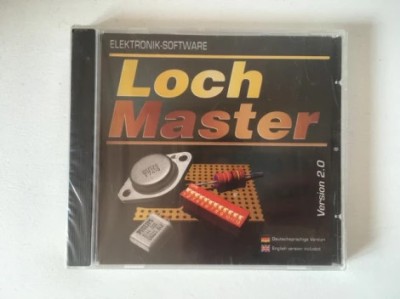 ELEKTRONIK-SOFTWARE
Loch
Master
Version 2.0
Deutschsprachige Version
English version included